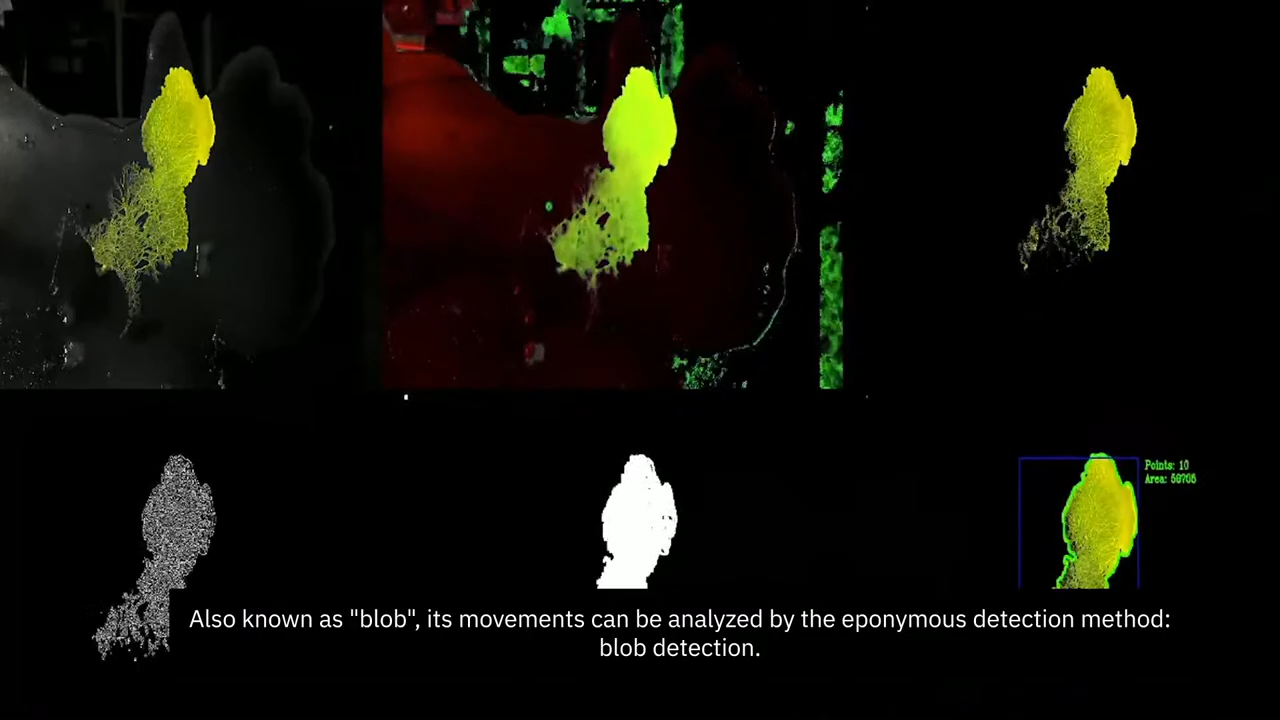 Points: 10
Area: 59705
Also known as "blob", its movements can be analyzed by the eponymous detection method:
blob detection.